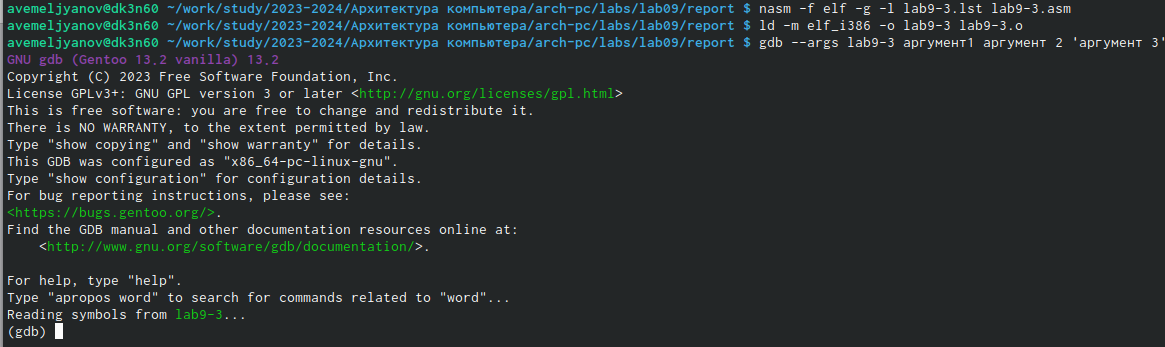 avemeljyanov@dk3n60 ~/work/study/2023-2024/Архитектура компьютера/arch-pc/labs/lab09/report $ nasm -f elf -g -l lab9-3.lst lab9-3.asm
avemeljyanov@dk3n60 ~/work/study/2023-2024/Архитектура компьютера/arch-pc/labs/lab09/report $ ld -m elf_i386 -o lab9-3 lab9-3.o
avemeljyanov@dk3n60 ~/work/study/2023-2024/Архитектура компьютера/arch-pc/labs/lab09/report $ gdb --args lab9-3 аргумент1 аргумент 2 'аргумент 3'
GNU gdb (Gentoo 13.2 vanilla) 13.2
Copyright (C) 2023 Free Software Foundation, Inc.
License GPLv3+: GNU GPL version 3 or later <http://gnu.org/licenses/gpl.html>
This is free software: you are free to change and redistribute it.
There is NO WARRANTY, to the extent permitted by law.
Type "show copying" and "show warranty" for details.
This GDB was configured as "x86_64-pc-linux-gnu".
Type "show configuration" for configuration details.
For bug reporting instructions, please see:
<https://bugs.gentoo.org/>.
Find the GDB manual and other documentation resources online at:
    <http://www.gnu.org/software/gdb/documentation/>.

For help, type "help".
Type "apropos word" to search for commands related to "word"...
Reading symbols from lab9-3...
(gdb)